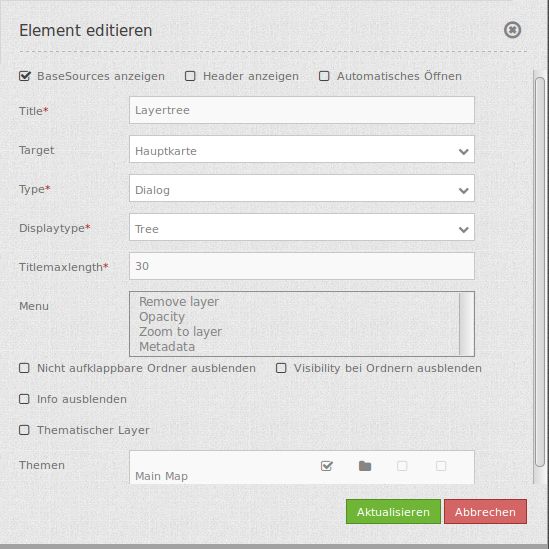 Element editieren
BaseSources anzeigen Header anzeigen Automatisches Öffnen
Title* Layertree
Target Hauptkarte
Type* Dialog
Displaytype* Tree
Titlemaxlength* 30
Menu Remove layer
Opacity
Zoom to layer
Metadata
Nicht aufklappbare Ordner ausblenden Visibility bei Ordnern ausblenden
Info ausblenden
Thematischer Layer
Themen
Main Map
Aktualisieren Abbrechen